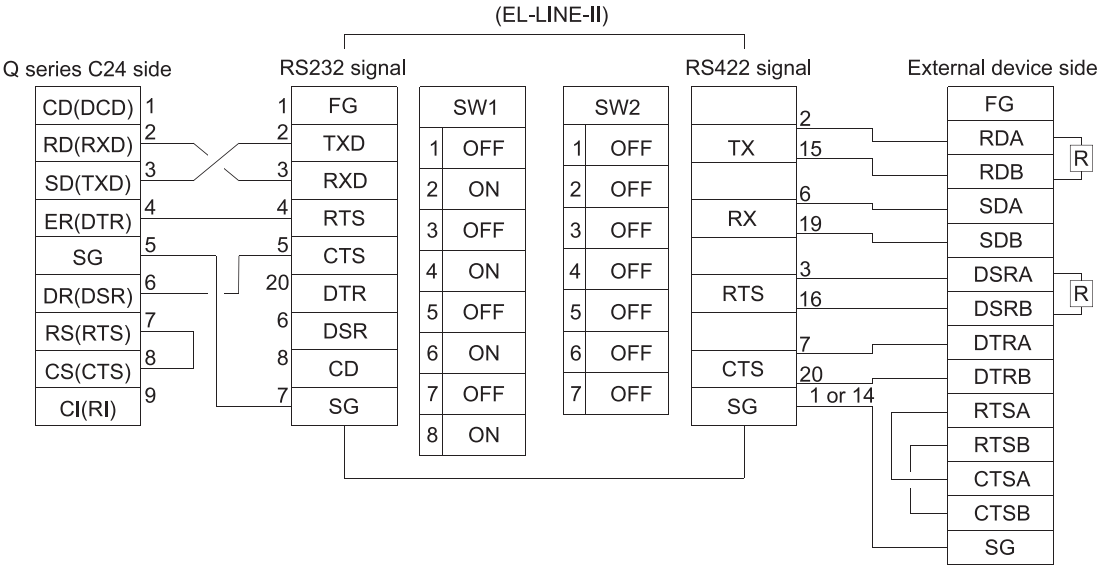 (EL-LINE-II)
Q series C24 side
RS232 signal
RS422 signal
External device side
CD(DCD) 1
RD(RXD) 2
SD(TXD) 3
ER(DTR) 4
SG 5
DR(DSR) 6
RS(RTS) 7
CS(CTS) 8
CI(RI) 9
1 FG
2 TXD
3 RXD
4 RTS
5 CTS
20 DTR
6 DSR
8 CD
7 SG
SW1
1 OFF
2 ON
3 OFF
4 ON
5 OFF
6 ON
7 OFF
8 ON
SW2
1 OFF
2 OFF
3 OFF
4 OFF
5 OFF
6 OFF
7 OFF
2
TX 15
6
RX 19
3
RTS 16
7
CTS 20
SG 1 or 14
FG
RDA
R
RDB
SDA
SDB
DSRA
R
DSRB
DTRA
DTRB
RTSA
RTSB
CTSA
CTSB
SG